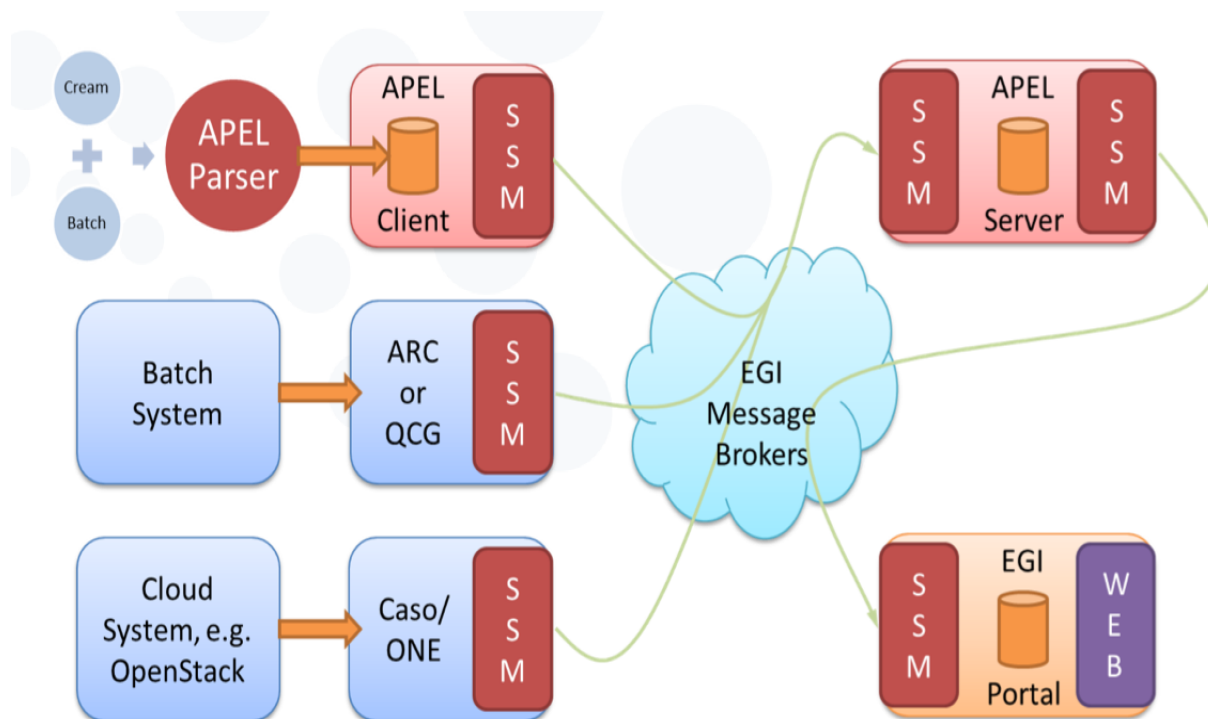 Cream
Batch
APEL
Parser
APEL
Client
S
S
M
S
S
M
APEL
Server
S
S
M
Batch
System
ARC
or
QCG
S
S
M
EGI
Message
Brokers
Cloud
System, e.g.
OpenStack
Caso/
ONE
S
S
M
S
S
M
EGI
Portal
W
E
B